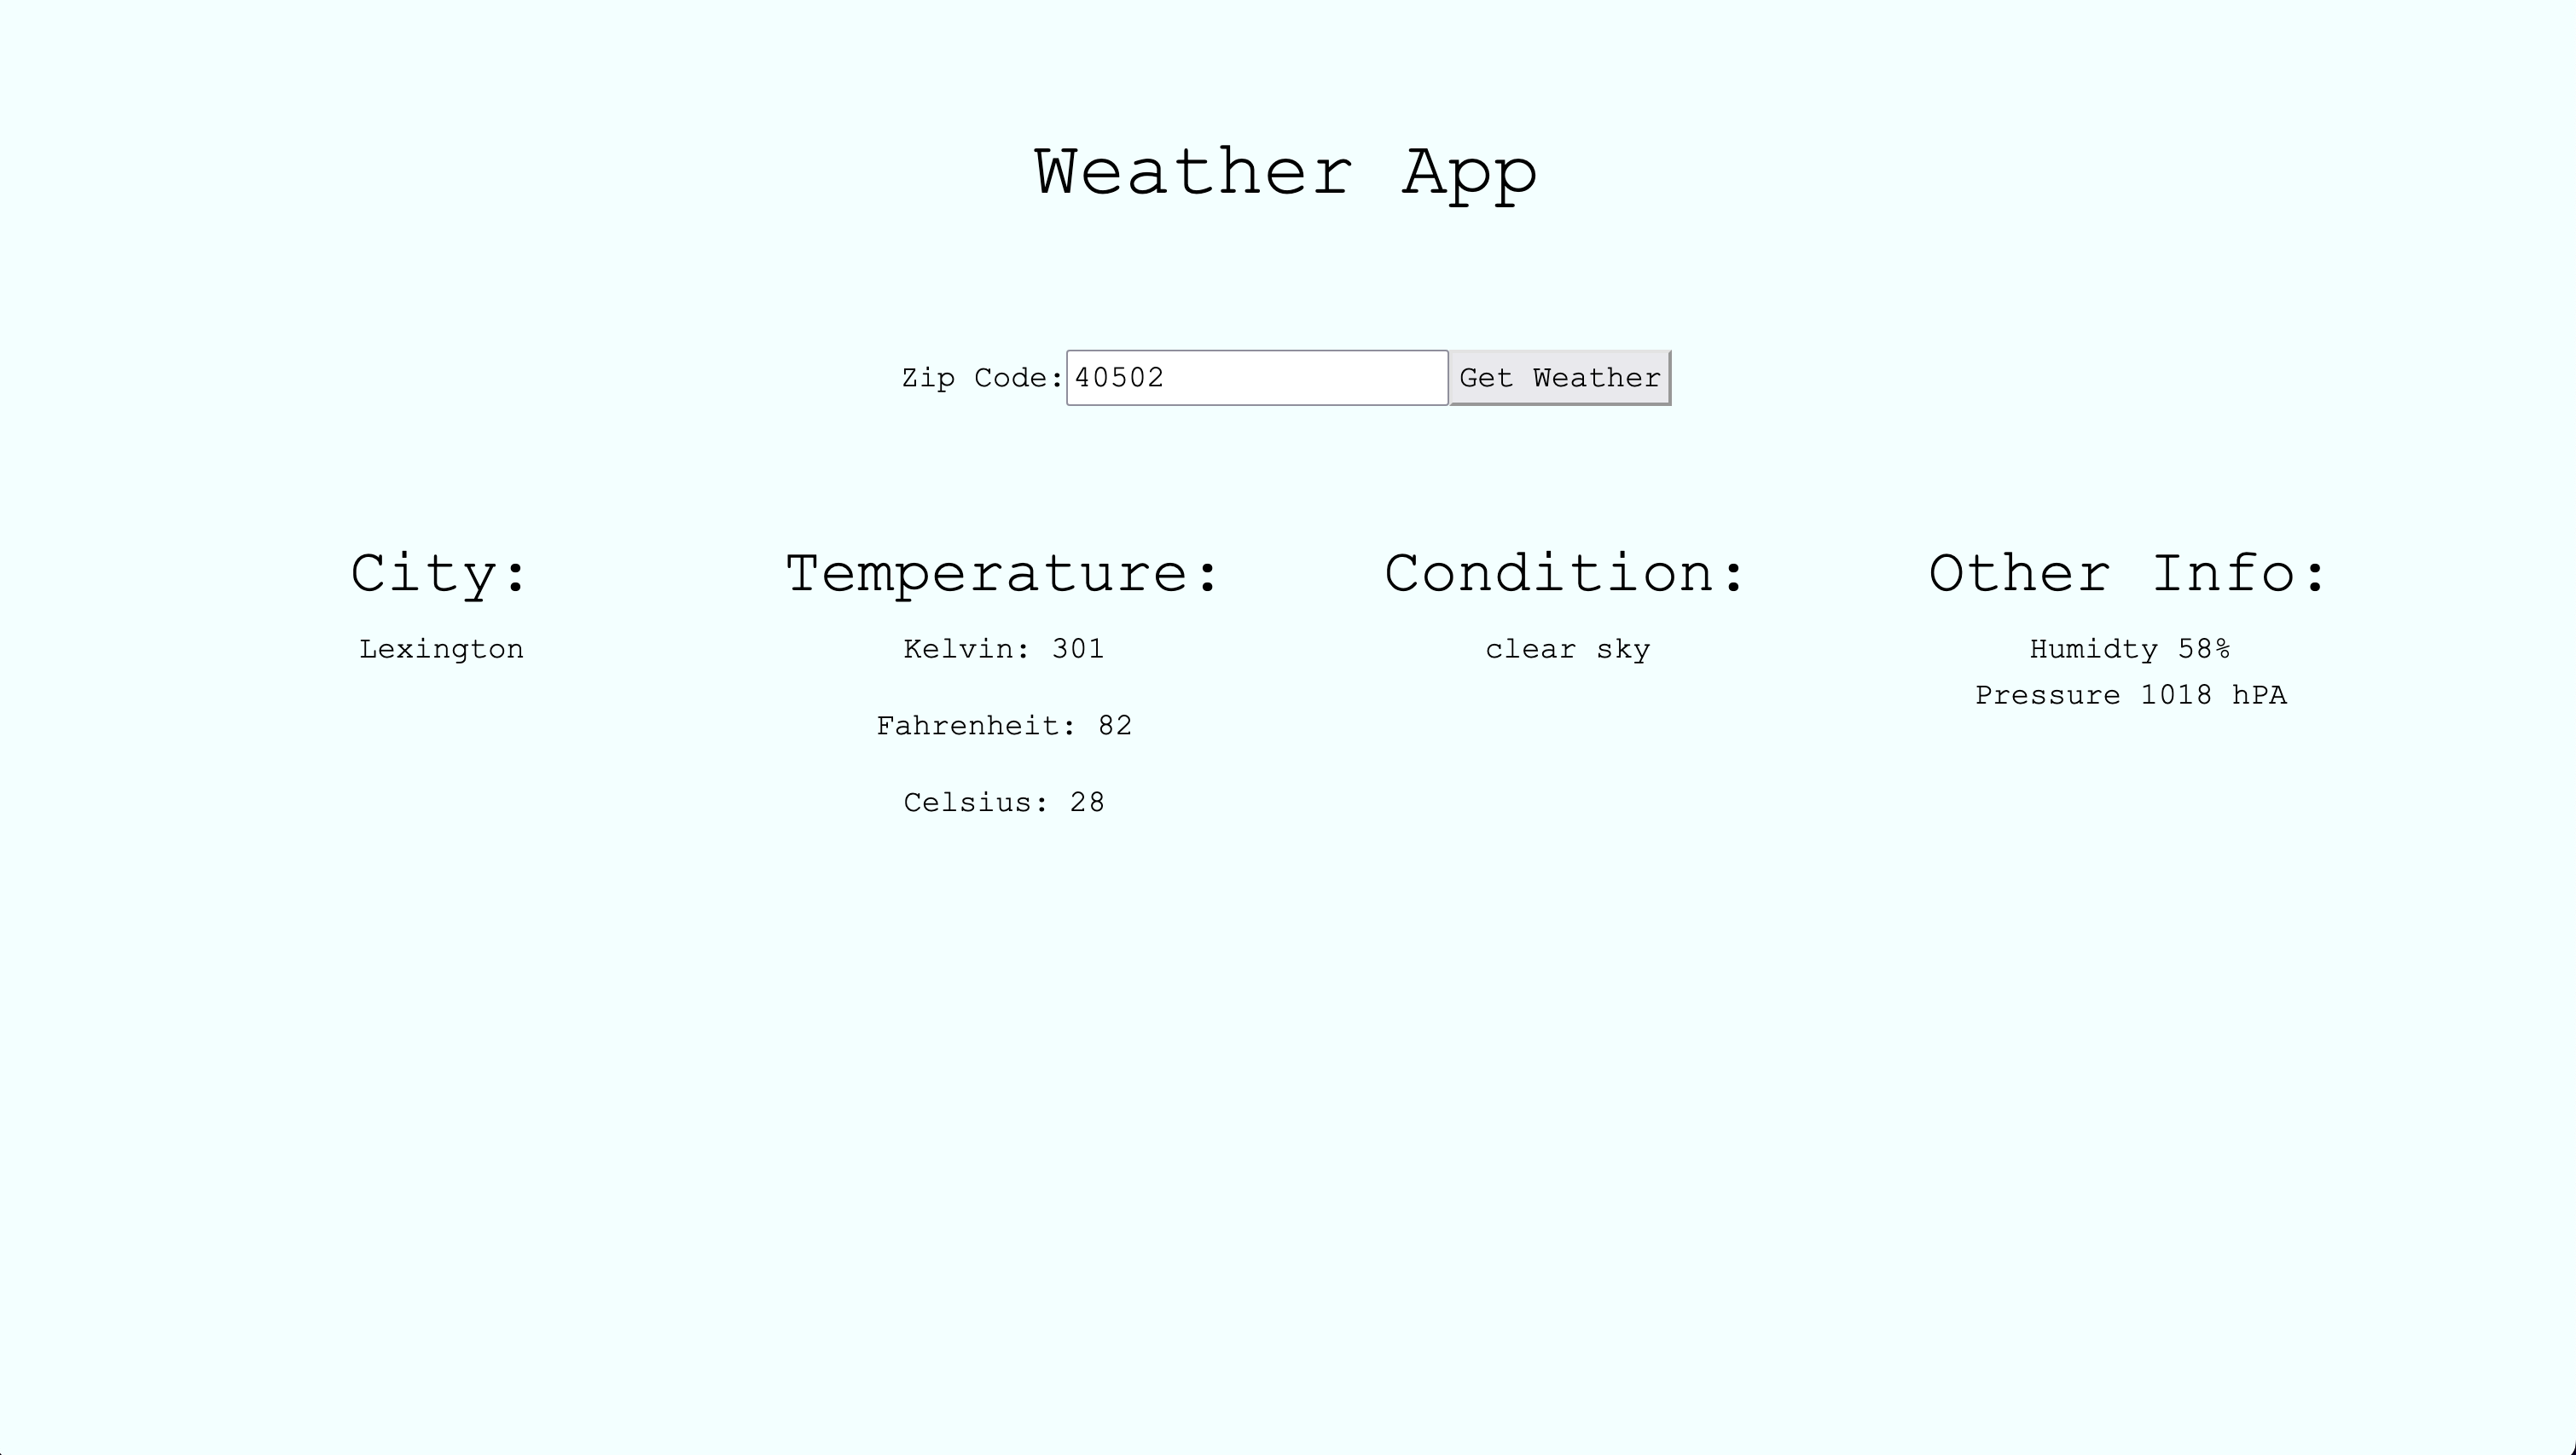 Weather App
Zip Code: 40502 Get Weather
City:
Lexington
Temperature:
Kelvin: 301
Fahrenheit: 82
Celsius: 28
Condition:
clear sky
Other Info:
Humidty 58%
Pressure 1018 hPA